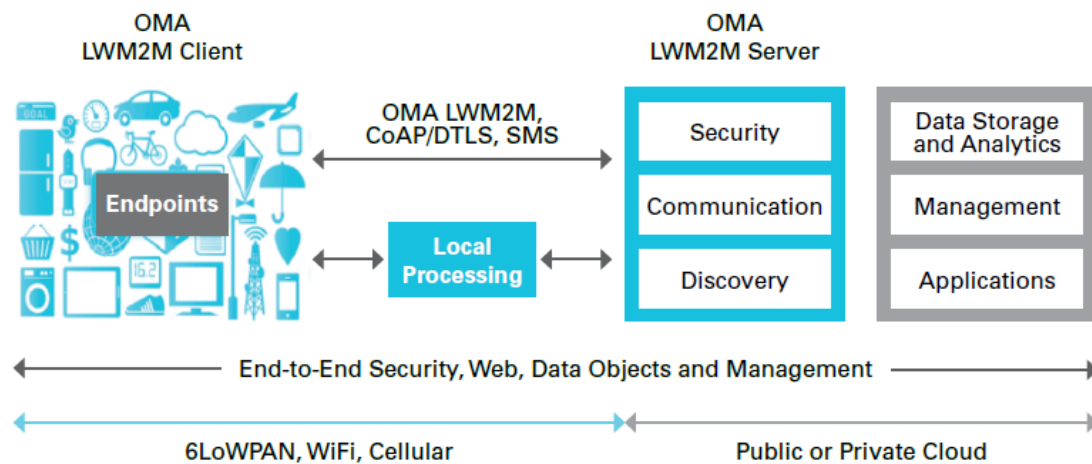 OMA
LWM2M Client
OMA
LWM2M Server
GOAL
Endpoints
$
16.2
OMA LWM2M,
CoAP/DTLS, SMS
Local
Processing
Security
Communication
Discovery
Data Storage
and Analytics
Management
Applications
End-to-End Security, Web, Data Objects and Management
6LoWPAN, WiFi, Cellular
Public or Private Cloud